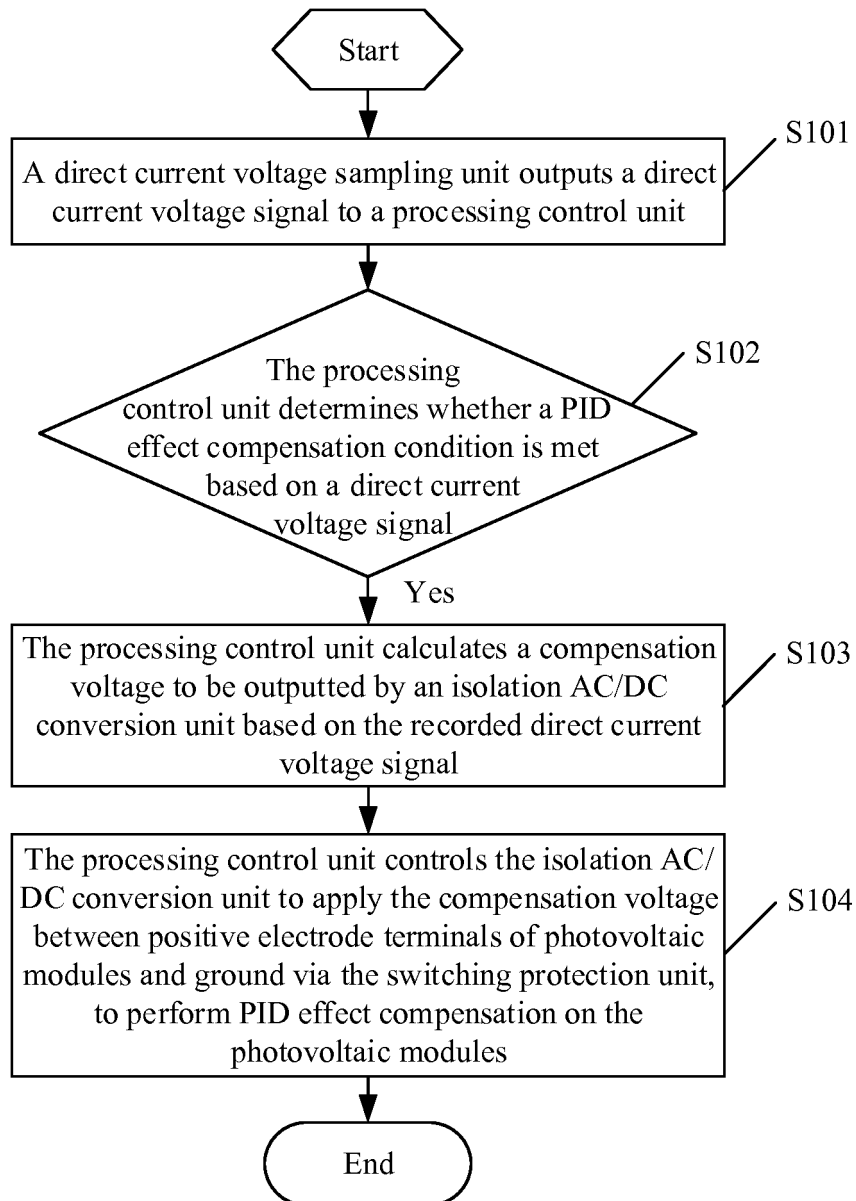 Start
S101
A direct current voltage sampling unit outputs a direct
current voltage signal to a processing control unit
S102
The processing
control unit determines whether a PID
effect compensation condition is met
based on a direct current
voltage signal
Yes
The processing control unit calculates a compensation
voltage to be outputted by an isolation AC/DC
conversion unit based on the recorded direct current
voltage signal
S103
The processing control unit controls the isolation AC/
DC conversion unit to apply the compensation voltage
between positive electrode terminals of photovoltaic
modules and ground via the switching protection unit,
to perform PID effect compensation on the
photovoltaic modules
S104
End